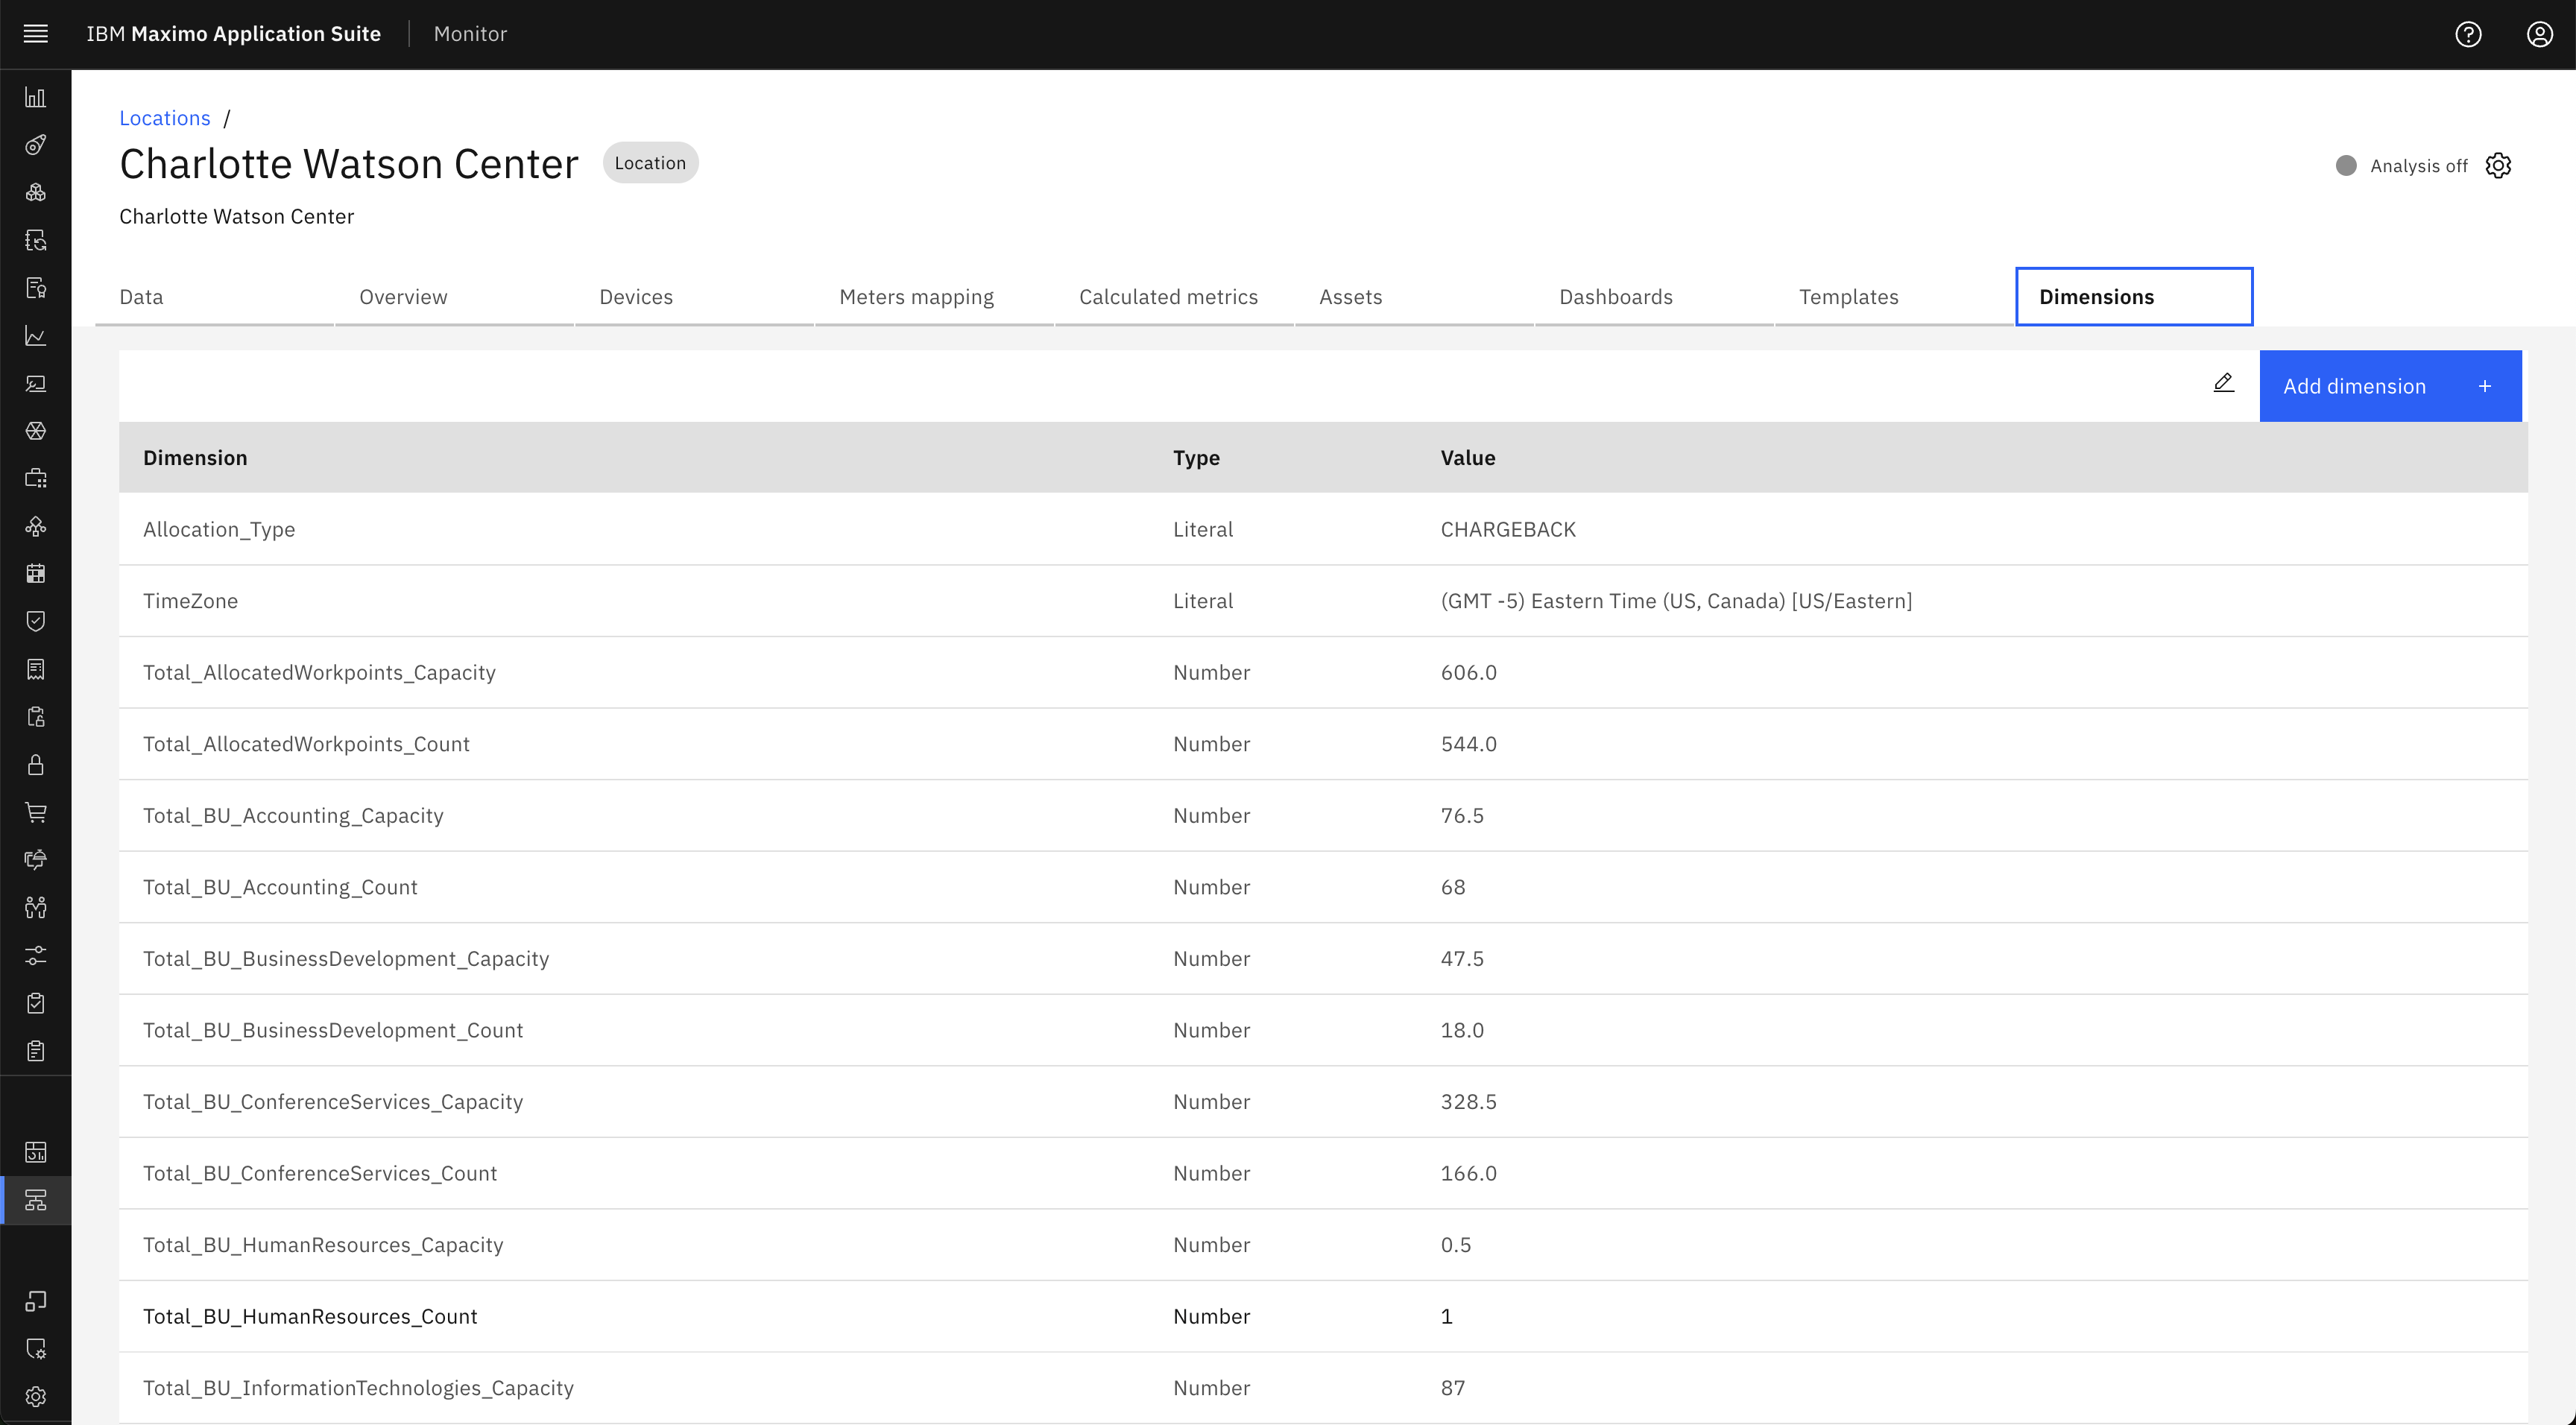 IBM Maximo Application Suite | Monitor
Locations /
Charlotte Watson Center Location
Analysis off
Charlotte Watson Center
Data Overview Devices Meters mapping Calculated metrics Assets Dashboards Templates Dimensions
Add dimension +
Dimension Type Value
Allocation_Type Literal CHARGEBACK
TimeZone Literal (GMT -5) Eastern Time (US, Canada) [US/Eastern]
Total_AllocatedWorkpoints_Capacity Number 606.0
Total_AllocatedWorkpoints_Count Number 544.0
Total_BU_Accounting_Capacity Number 76.5
Total_BU_Accounting_Count Number 68
Total_BU_BusinessDevelopment_Capacity Number 47.5
Total_BU_BusinessDevelopment_Count Number 18.0
Total_BU_ConferenceServices_Capacity Number 328.5
Total_BU_ConferenceServices_Count Number 166.0
Total_BU_HumanResources_Capacity Number 0.5
Total_BU_HumanResources_Count Number 1
Total_BU_InformationTechnologies_Capacity Number 87